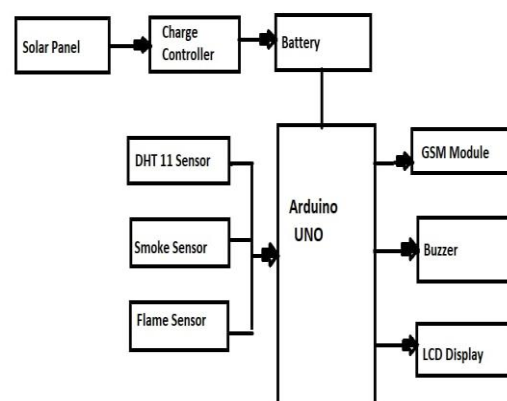 Solar Panel
Charge
Controller
Battery
DHT 11 Sensor
Smoke Sensor
Flame Sensor
Arduino
UNO
GSM Module
Buzzer
LCD Display